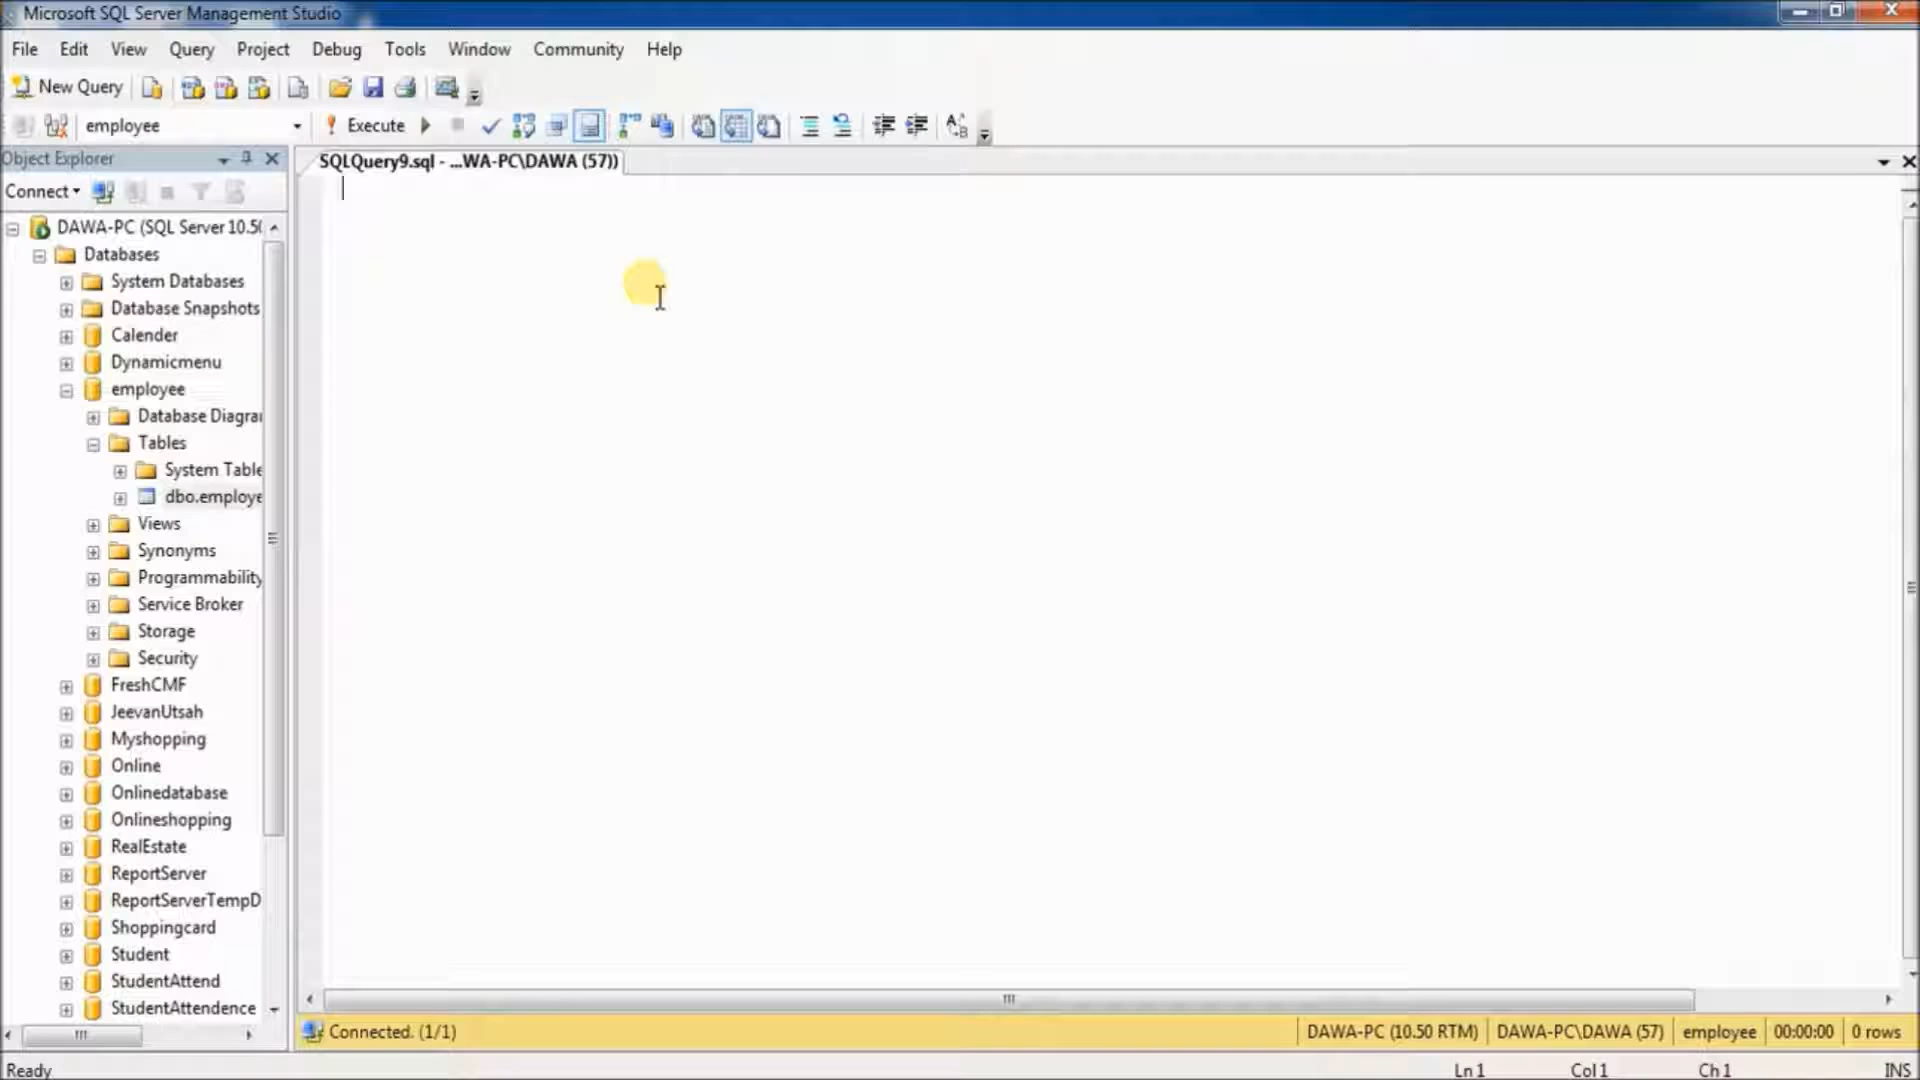 Microsoft SQL Server Management Studio
File Edit View Query Project Debug Tools Window Community Help
New Query
employee Execute
Object Explorer
SQLQuery9.sql - ...WA-PC\DAWA (57))
Connect
DAWA-PC (SQL Server 10.50
Databases
System Databases
Database Snapshots
Calender
Dynamicmenu
employee
Database Diagra
Tables
System Table
dbo.employe
Views
Synonyms
Programmability
Service Broker
Storage
Security
FreshCMF
JeevanUtsah
Myshopping
Online
Onlinedatabase
Onlineshopping
RealEstate
ReportServer
ReportServerTempD
Shoppingcard
Student
StudentAttend
StudentAttendence
Connected. (1/1) DAWA-PC (10.50 RTM) DAWA-PC\DAWA (57) employee 00:00:00 0 rows
Ready Ln 1 Col 1 Ch 1 INS